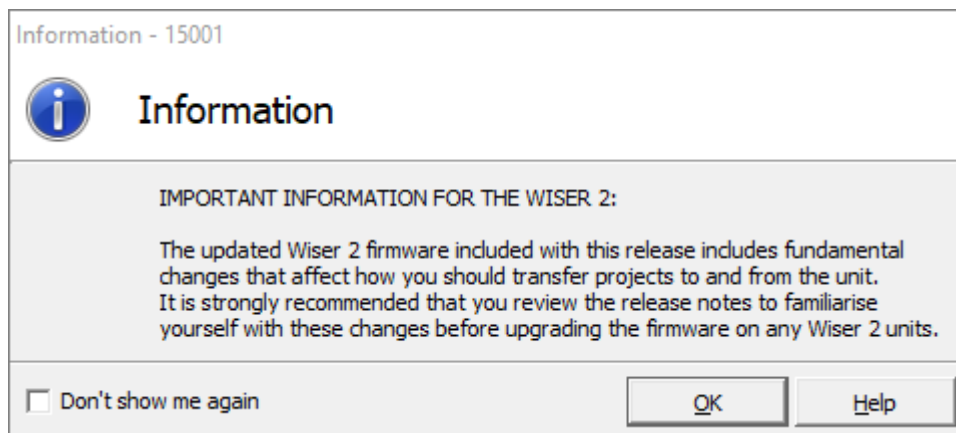 Information - 15001
Information
IMPORTANT INFORMATION FOR THE WISER 2:
The updated Wiser 2 firmware included with this release includes fundamental
changes that affect how you should transfer projects to and from the unit.
It is strongly recommended that you review the release notes to familiarise
yourself with these changes before upgrading the firmware on any Wiser 2 units.
Don't show me again
OK
Help